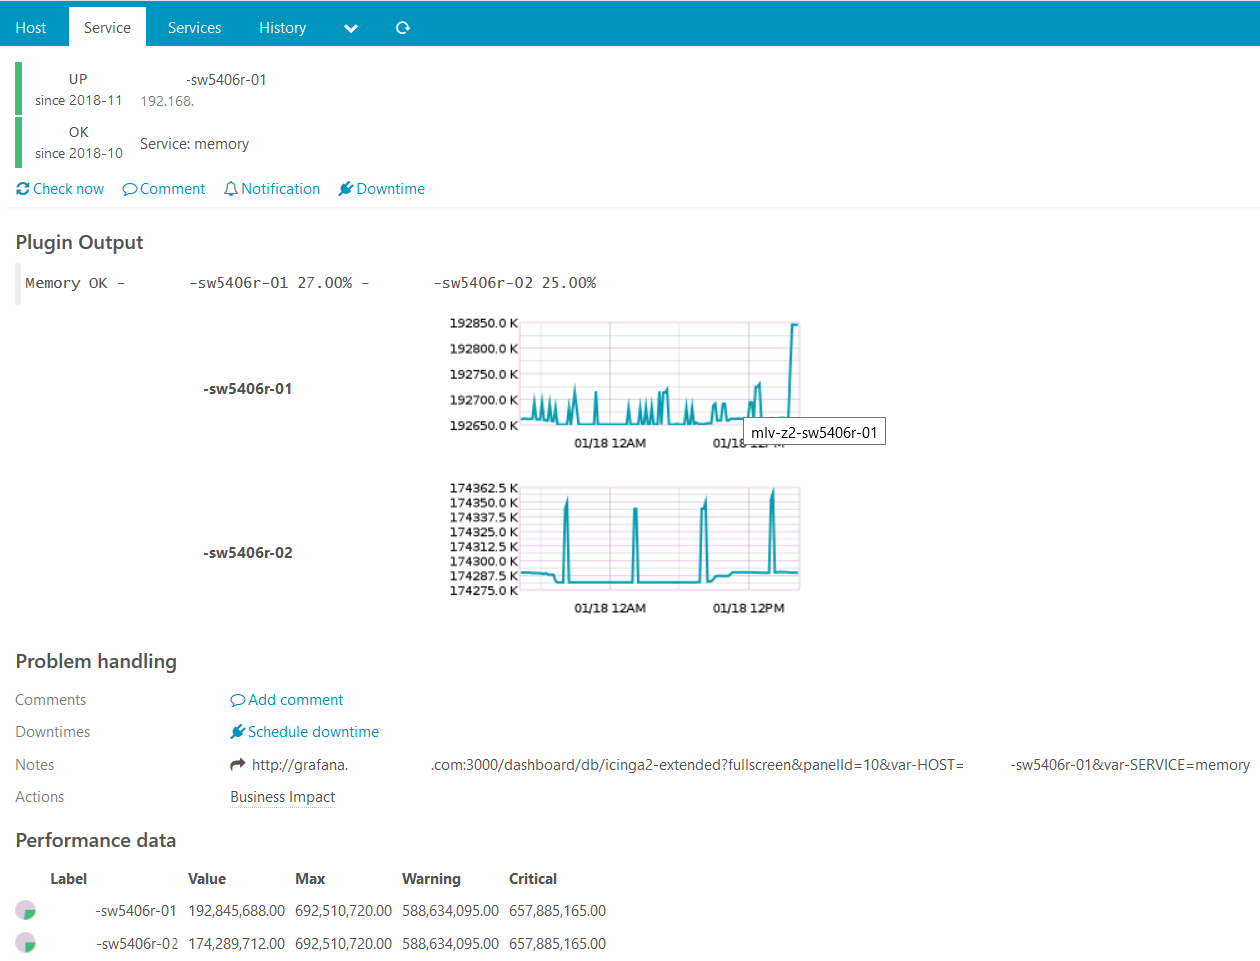 Host Service Services History
UP -sw5406r-01
since 2018-11 192.168.
OK
Service: memory
since 2018-10
Check now Comment Notification Downtime
Plugin Output
Memory OK - -sw5406r-01 27.00% - -sw5406r-02 25.00%
192850.0 K
192800.0 K
192750.0 K
-sw5406r-01
192700.0 K
192650.0 K
mlv-z2-sw5406r-01
01/18 12AM 01/18 12PM
174362.5 K
174350.0 K
174337.5 K
174325.0 K
174312.5 K
-sw5406r-02
174300.0 K
174287.5 K
174275.0 K
01/18 12AM 01/18 12PM
Problem handling
Comments Add comment
Downtimes Schedule downtime
Notes http://grafana. .com:3000/dashboard/db/icinga2-extended?fullscreen&panelId=10&var-HOST= -sw5406r-01&var-SERVICE=memory
Actions Business Impact
Performance data
Label Value Max Warning Critical
-sw5406r-01 192,845,688.00 692,510,720.00 588,634,095.00 657,885,165.00
-sw5406r-02 174,289,712.00 692,510,720.00 588,634,095.00 657,885,165.00